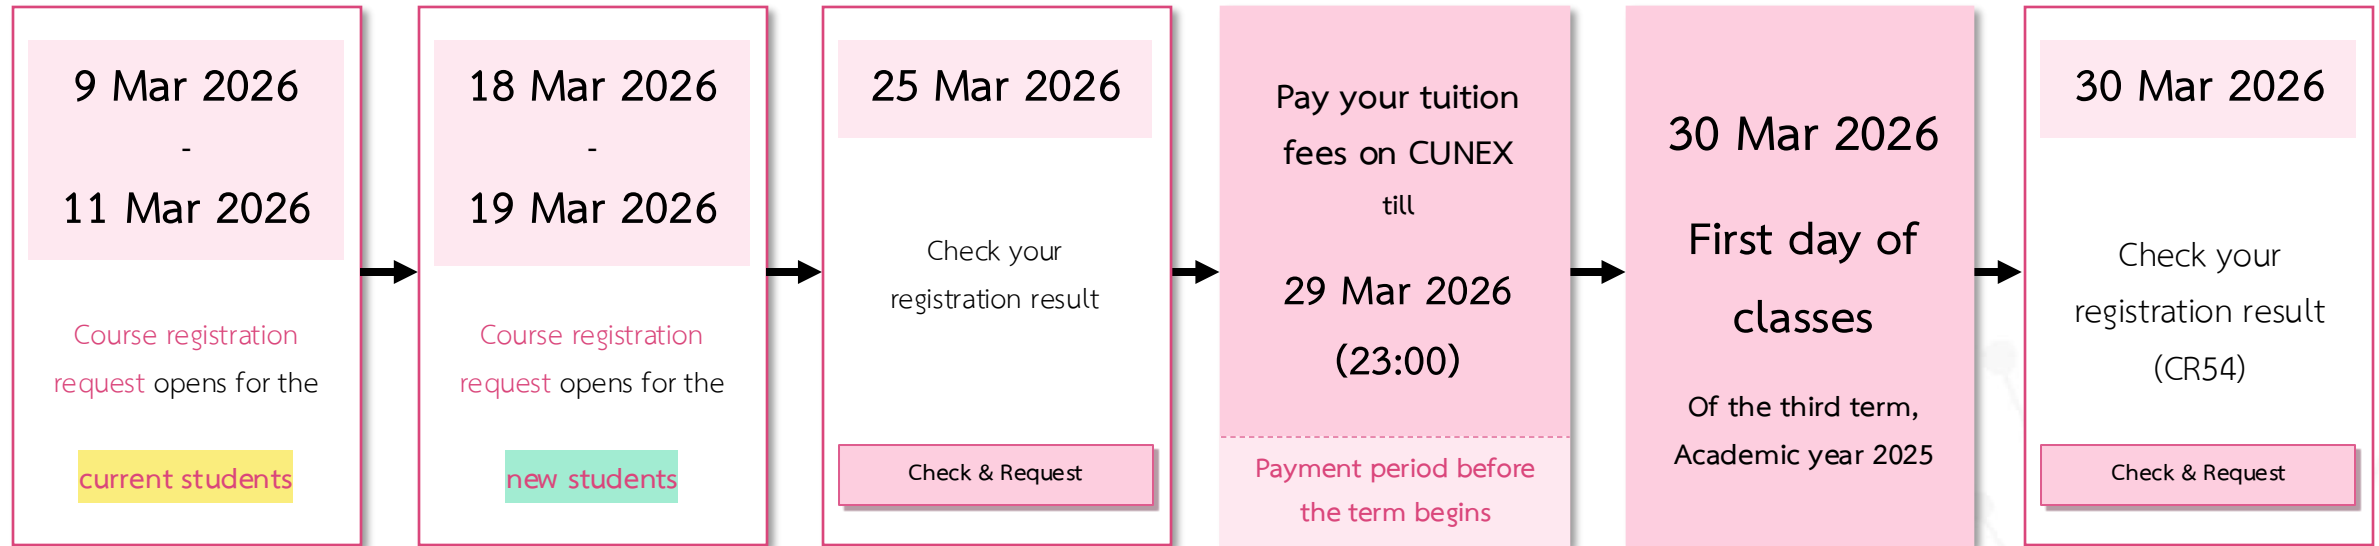 9 Mar 2026
-
11 Mar 2026
Course registration
request opens for the
current students
18 Mar 2026
-
19 Mar 2026
Course registration
request opens for the
new students
25 Mar 2026
Check your
registration result
Check & Request
Pay your tuition
fees on CUNEX
till
29 Mar 2026
(23:00)
Payment period before
the term begins
30 Mar 2026
First day of
classes
Of the third term,
Academic year 2025
30 Mar 2026
Check your
registration result
(CR54)
Check & Request